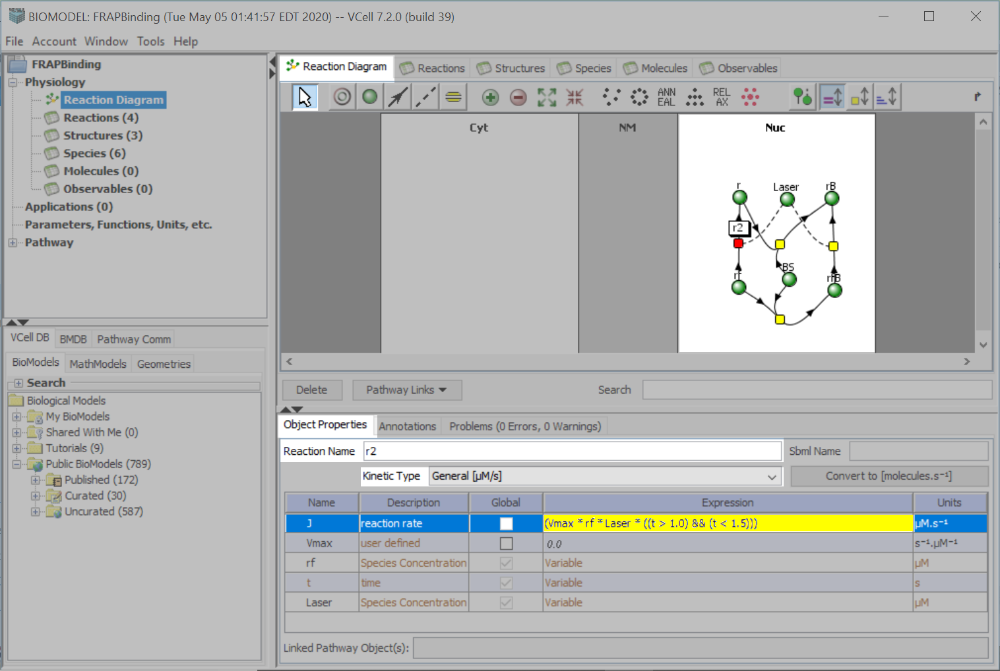 BIOMODEL: FRAPBinding (Tue May 05 01:41:57 EDT 2020) -- VCell 7.2.0 (build 39)
File Account Window Tools Help
FRAPBinding
Physiology
Reaction Diagram
Reactions (4)
Structures (3)
Species (6)
Molecules (0)
Observables (0)
Applications (0)
Parameters, Functions, Units, etc.
Pathway
VCell DB BMDB Pathway Comm
BioModels MathModels Geometries
Search
Biological Models
My BioModels
Shared With Me (0)
Tutorials (9)
Public BioModels (789)
Published (172)
Curated (30)
Uncurated (587)
Reaction Diagram Reactions Structures Species Molecules Observables
ANN EAL REL AX
Cyt NM Nuc
r Laser rB
r2
BS
rf rfB
Delete Pathway Links Search
Object Properties Annotations Problems (0 Errors, 0 Warnings)
Reaction Name r2 Sbml Name
Kinetic Type General [µM/s] Convert to [molecules.s⁻¹]
Name Description Global Expression Units
J reaction rate (Vmax * rf * Laser * ((t > 1.0) && (t < 1.5))) µM.s⁻¹
Vmax user defined 0.0 s⁻¹.µM⁻¹
rf Species Concentration Variable µM
t time Variable s
Laser Species Concentration Variable µM
Linked Pathway Object(s):